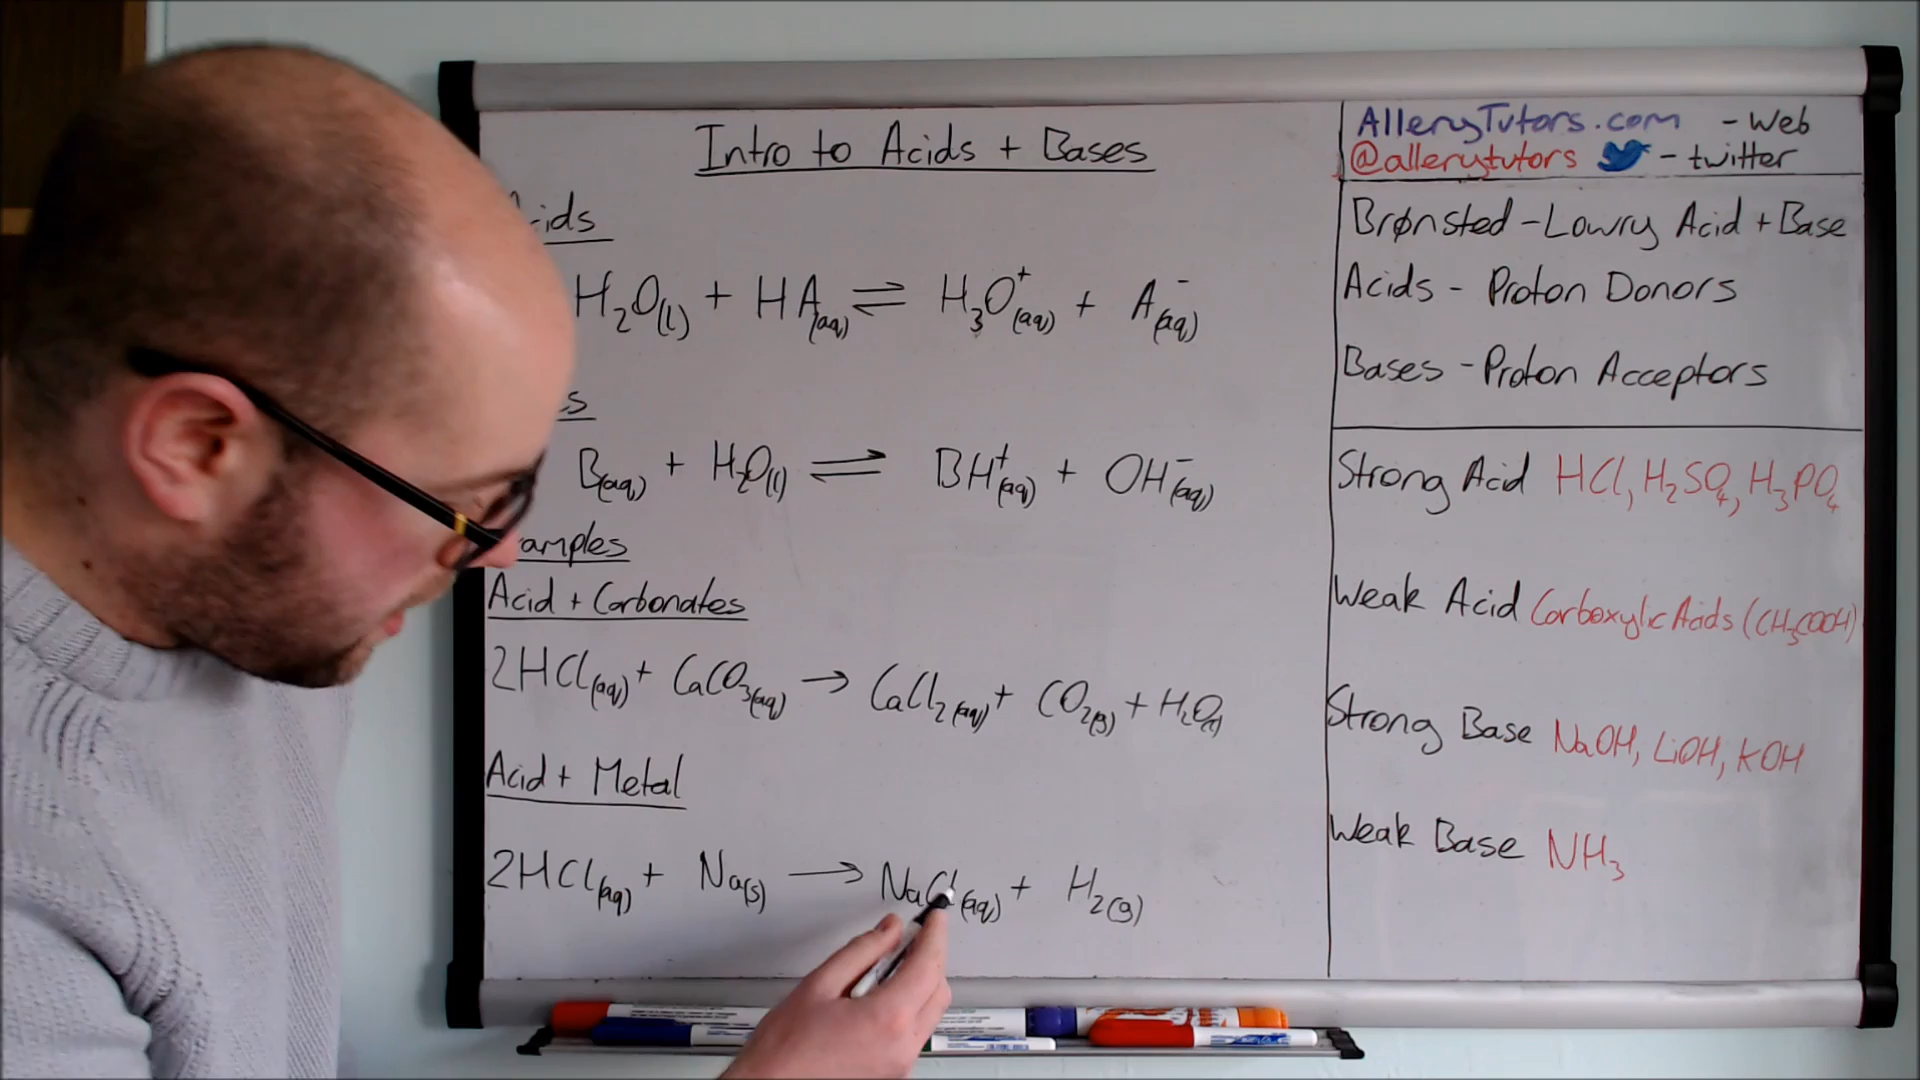 Intro to Acids + Bases
AlleryTutors.com - Web
@allerytutors - twitter
Brønsted-Lowry Acid + Base
Acids - Proton Donors
Bases - Proton Acceptors
ids
H₂O(l) + HA(aq) ⇌ H₃O⁺(aq) + A⁻(aq)
s
B(aq) + H₂O(l) ⇌ BH⁺(aq) + OH⁻(aq)
amples
Acid + Carbonates
2HCl(aq) + CaCO₃(aq) → CaCl₂(aq) + CO₂(g) + H₂O(l)
Acid + Metal
2HCl(aq) + Na(s) → NaCl(aq) + H₂(g)
Strong Acid HCl, H₂SO₄, H₃PO₄
Weak Acid Carboxylic Acids (CH₃COOH)
Strong Base NaOH, LiOH, KOH
Weak Base NH₃